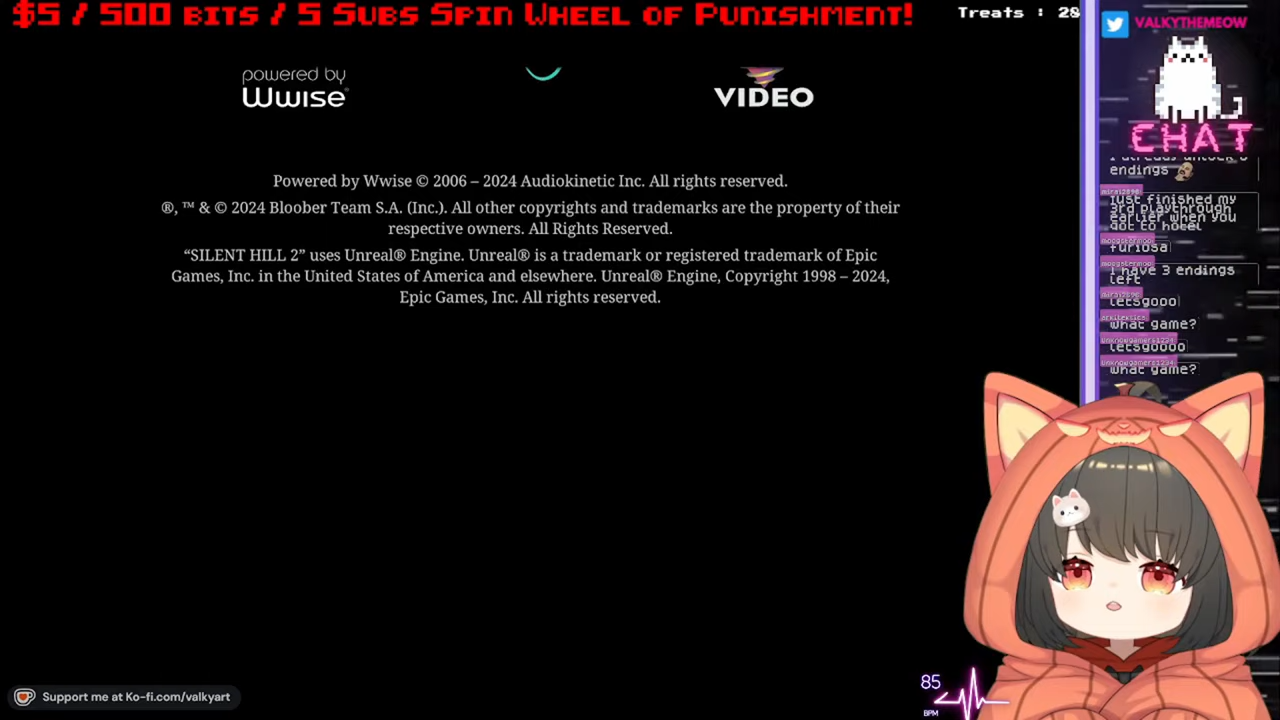 $5 / 500 bits / 5 Subs Spin Wheel of Punishment!
Treats : 28
VALKYTHEMEOW
CHAT
powered by
Wwise
VIDEO
Powered by Wwise © 2006 – 2024 Audiokinetic Inc. All rights reserved.
®, ™ & © 2024 Bloober Team S.A. (Inc.). All other copyrights and trademarks are the property of their
respective owners. All Rights Reserved.
“SILENT HILL 2” uses Unreal® Engine. Unreal® is a trademark or registered trademark of Epic
Games, Inc. in the United States of America and elsewhere. Unreal® Engine, Copyright 1998 – 2024,
Epic Games, Inc. All rights reserved.
endings
I just finished my
3rd playthrough
earlier when you
got to hotel
furiosa
i have 3 endings
left
letsgooo
what game?
Unknowgamers1234
letsgoooo
Unknowgamers1234
what game?
85
BPM
Support me at Ko-fi.com/valkyart